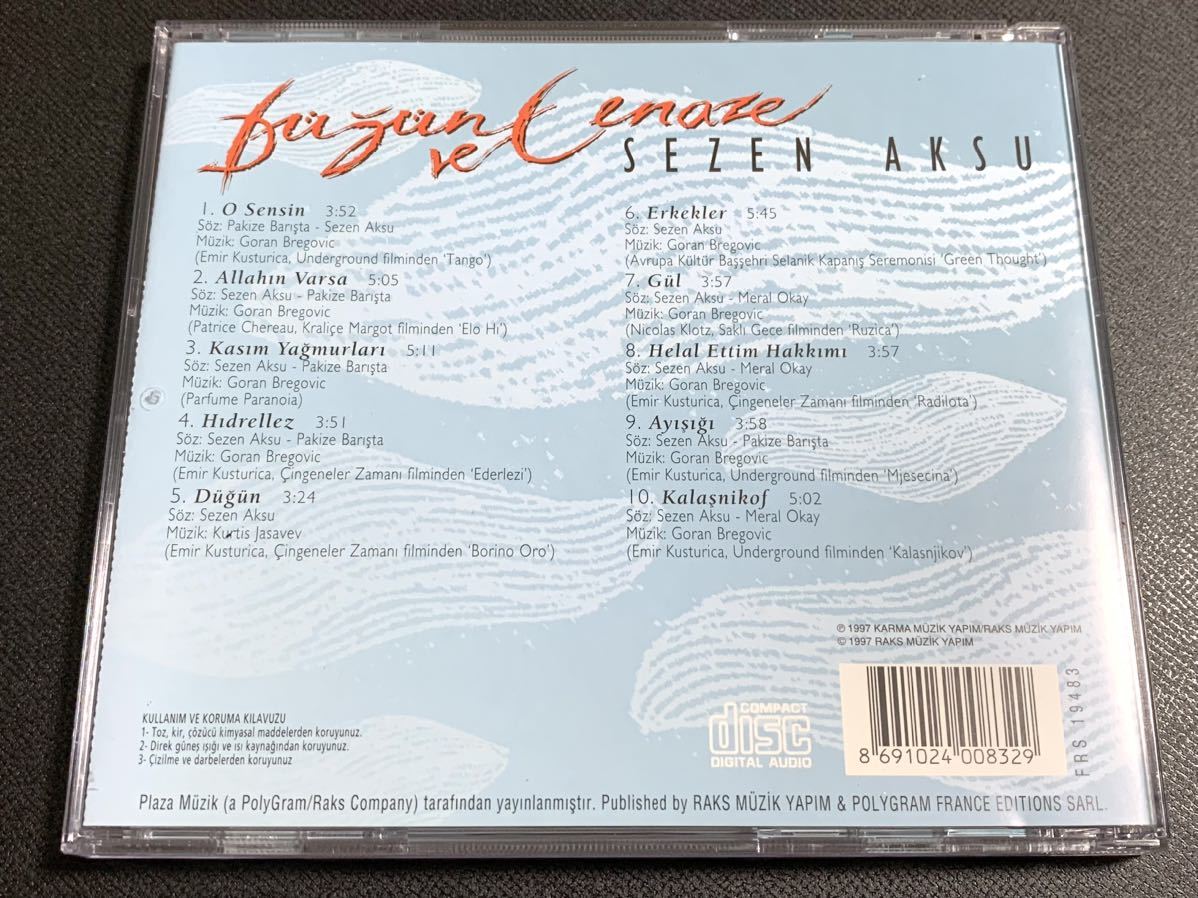 Düğün ve Cenaze
SEZEN AKSU
1. O Sensin 3:52
Söz: Pakize Barışta - Sezen Aksu
Müzik: Goran Bregovic
(Emir Kusturica, Underground filminden 'Tango')
2. Allahın Varsa 5:05
Söz: Sezen Aksu - Pakize Barışta
Müzik: Goran Bregovic
(Patrice Chereau, Kraliçe Margot filminden 'Elo Hi')
3. Kasım Yağmurları 5:11
Söz: Sezen Aksu - Pakize Barışta
Müzik: Goran Bregovic
(Parfume Paranoia)
4. Hıdrellez 3:51
Söz: Sezen Aksu - Pakize Barışta
Müzik: Goran Bregovic
(Emir Kusturica, Çingeneler Zamanı filminden 'Ederlezi')
5. Düğün 3:24
Söz: Sezen Aksu
Müzik: Kurtis Jasavev
(Emir Kusturica, Çingeneler Zamanı filminden 'Borino Oro')
6. Erkekler 5:45
Söz: Sezen Aksu
Müzik: Goran Bregovic
(Avrupa Kültür Başşehri Selanik Kapanış Seremonisi 'Green Thought')
7. Gül 3:57
Söz: Sezen Aksu - Meral Okay
Müzik: Goran Bregovic
(Nicolas Klotz, Saklı Gece filminden 'Ruzica')
8. Helal Ettim Hakkımı 3:57
Söz: Sezen Aksu - Meral Okay
Müzik: Goran Bregovic
(Emir Kusturica, Çingeneler Zamanı filminden 'Radilota')
9. Ayışığı 3:58
Söz: Sezen Aksu - Pakize Barışta
Müzik: Goran Bregovic
(Emir Kusturica, Underground filminden 'Mjesecina')
10. Kalaşnikof 5:02
Söz: Sezen Aksu - Meral Okay
Müzik: Goran Bregovic
(Emir Kusturica, Underground filminden 'Kalasnjikov')
℗ 1997 KARMA MÜZİK YAPIM/RAKS MÜZİK YAPIM
© 1997 RAKS MÜZİK YAPIM
KULLANIM VE KORUMA KILAVUZU
1- Toz, kir, çözücü kimyasal maddelerden koruyunuz.
2- Direk güneş ışığı ve ısı kaynağından koruyunuz.
3- Çizilme ve darbelerden koruyunuz
COMPACT
disc
DIGITAL AUDIO
8 691024 008329
FRS 19483
Plaza Müzik (a PolyGram/Raks Company) tarafından yayınlanmıştır. Published by RAKS MÜZİK YAPIM & POLYGRAM FRANCE EDITIONS SARL.